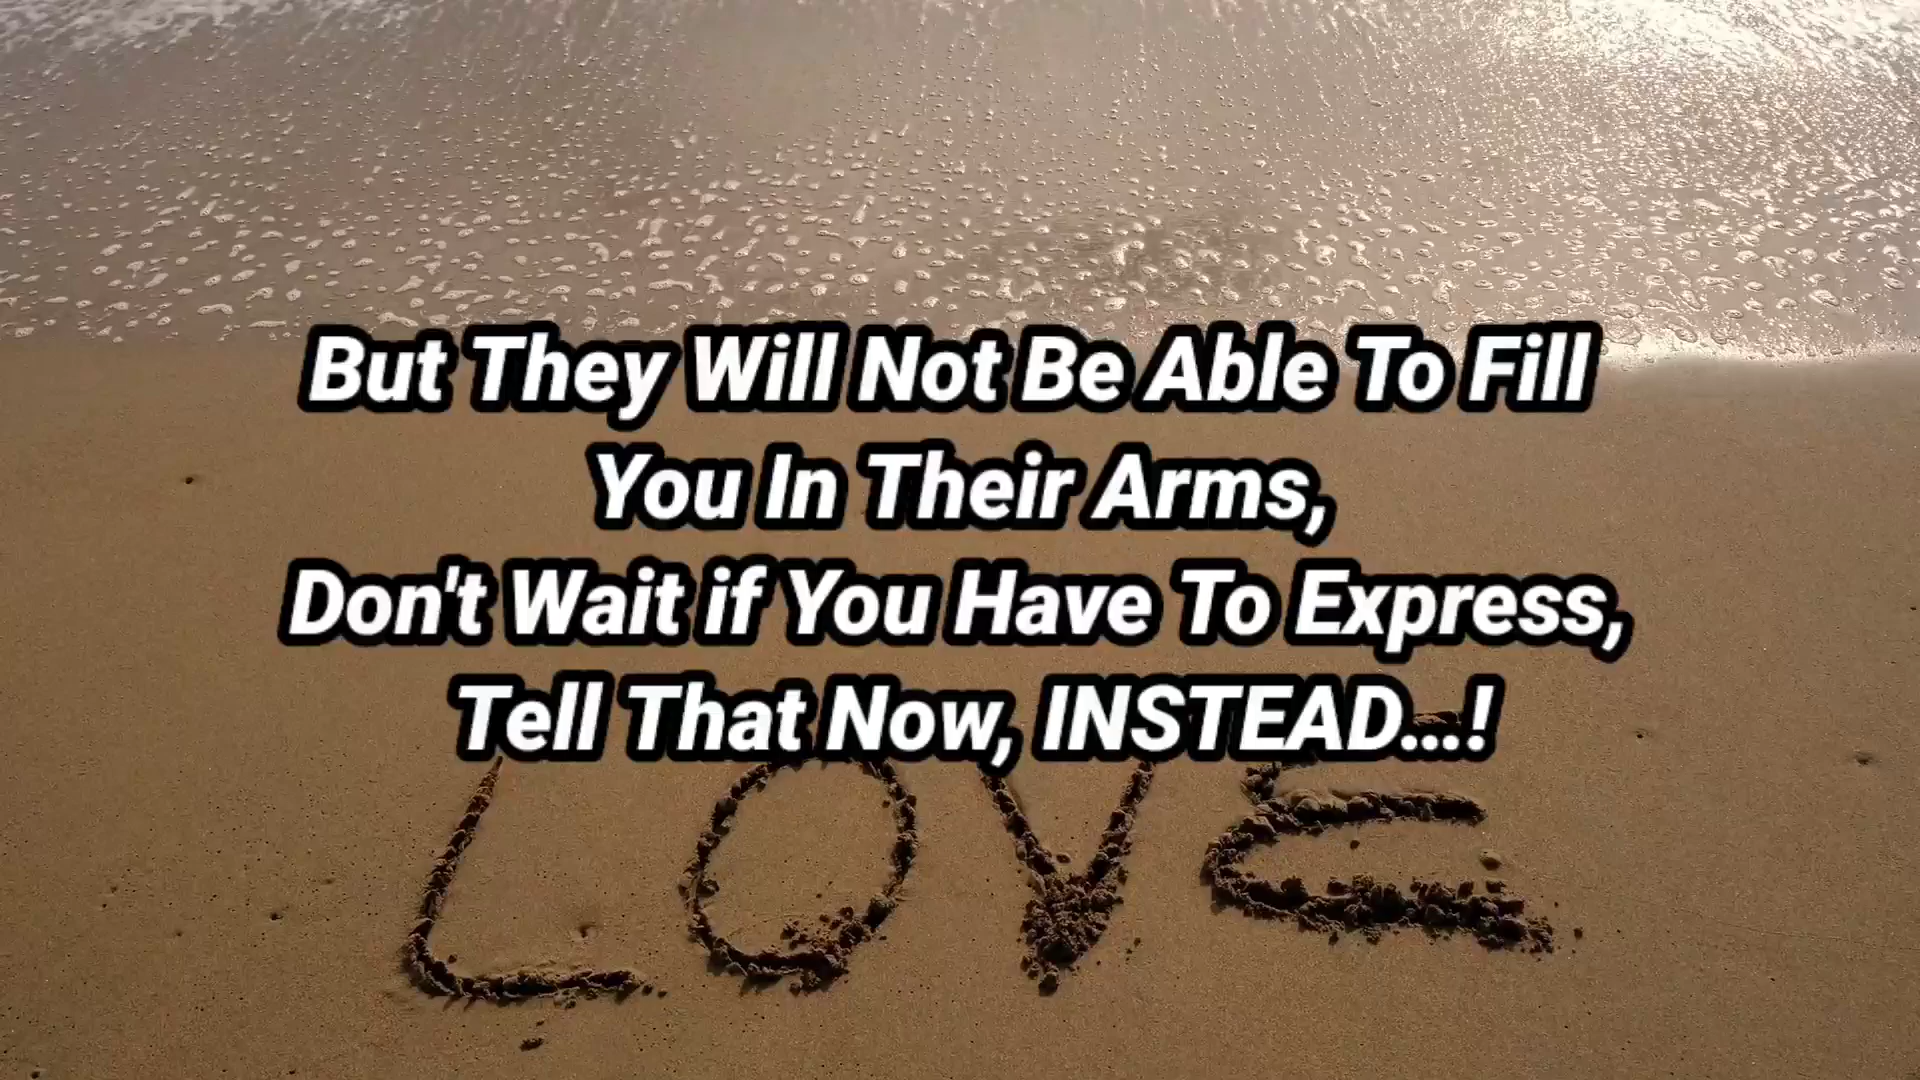 But They Will Not Be Able To Fill
You In Their Arms,
Don't Wait if You Have To Express,
Tell That Now, INSTEAD...!
LOVE